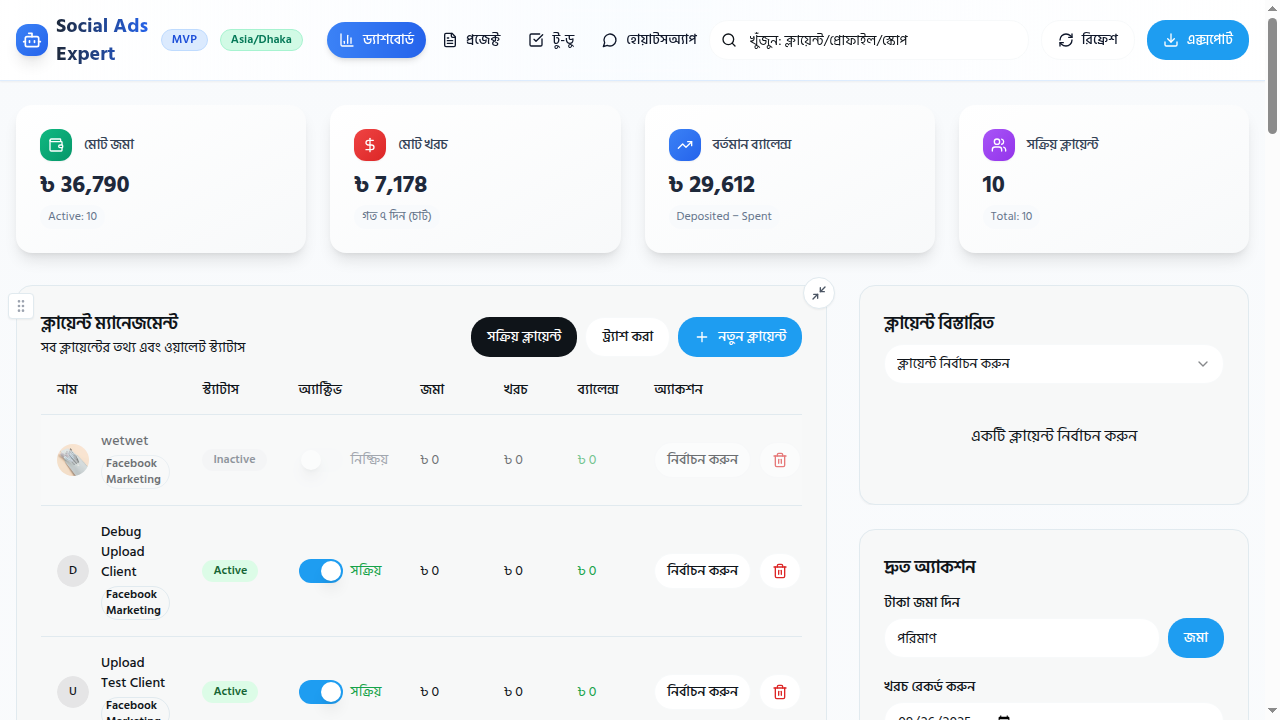 Social Ads
Expert
MVP
Asia/Dhaka
ড্যাশবোর্ড
প্রজেক্ট
টু-ডু
হোয়াটসঅ্যাপ
খুঁজুন: ক্লায়েন্ট/প্রোফাইল/স্কোপ
রিফ্রেশ
এক্সপোর্ট
মোট জমা
৳ 36,790
Active: 10
মোট খরচ
৳ 7,178
গত ৭ দিন (চার্ট)
বর্তমান ব্যালেন্স
৳ 29,612
Deposited − Spent
সক্রিয় ক্লায়েন্ট
10
Total: 10
ক্লায়েন্ট ম্যানেজমেন্ট
সব ক্লায়েন্টের তথ্য এবং ওয়ালেট স্ট্যাটাস
সক্রিয় ক্লায়েন্ট
ট্র্যাশ করা
নতুন ক্লায়েন্ট
নাম
স্ট্যাটাস
অ্যাক্টিভ
জমা
খরচ
ব্যালেন্স
অ্যাকশন
wetwet
Facebook
Marketing
Inactive
নিষ্ক্রিয়
৳ 0
৳ 0
৳ 0
নির্বাচন করুন
D
Debug
Upload
Client
Facebook
Marketing
Active
সক্রিয়
৳ 0
৳ 0
৳ 0
নির্বাচন করুন
U
Upload
Test Client
Facebook
Active
সক্রিয়
৳ 0
৳ 0
৳ 0
নির্বাচন করুন
ক্লায়েন্ট বিস্তারিত
ক্লায়েন্ট নির্বাচন করুন
একটি ক্লায়েন্ট নির্বাচন করুন
দ্রুত অ্যাকশন
টাকা জমা দিন
পরিমাণ
জমা
খরচ রেকর্ড করুন